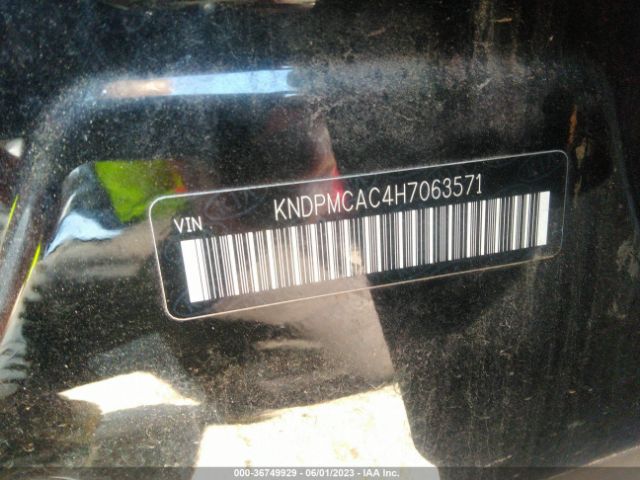 VIN KNDPMCAC4H7063571
000-36749929 - 06/01/2023 - IAA Inc.